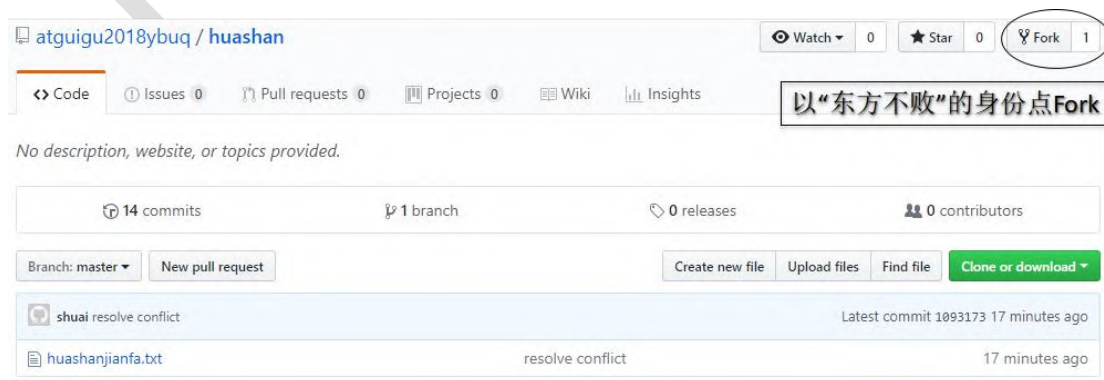 atguigu2018ybuq / huashan
Watch 0 Star 0 Fork 1
Code Issues 0 Pull requests 0 Projects 0 Wiki Insights
以“东方不败”的身份点Fork
No description, website, or topics provided.
14 commits 1 branch 0 releases 0 contributors
Branch: master New pull request Create new file Upload files Find file Clone or download
shuai resolve conflict Latest commit 1093173 17 minutes ago
huashanjianfa.txt resolve conflict 17 minutes ago